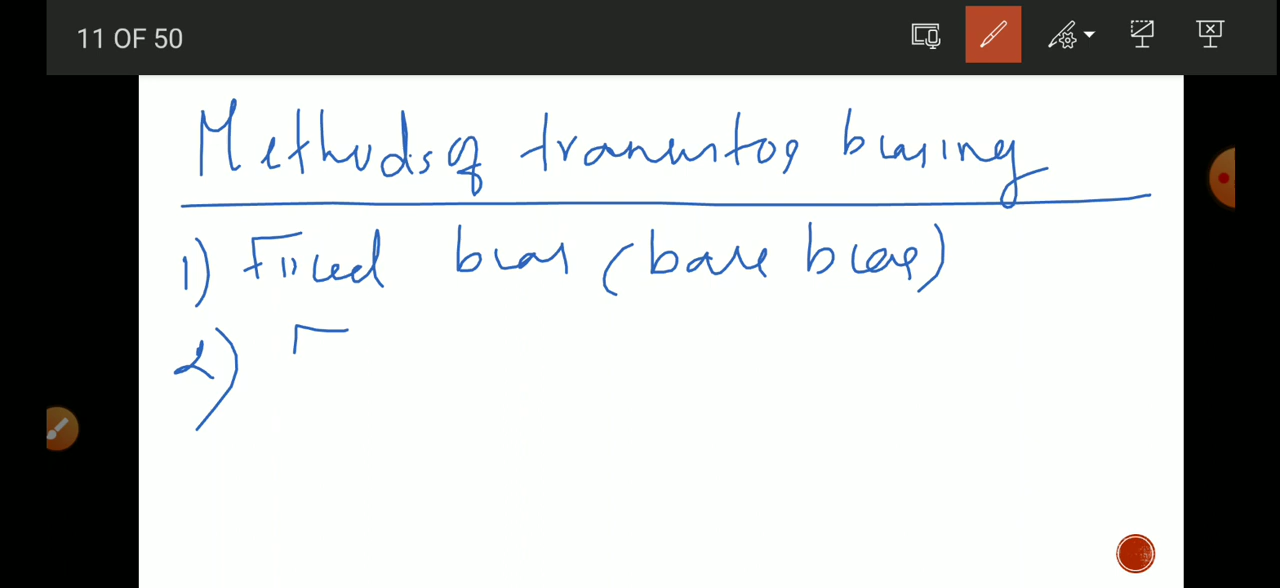 11 OF 50
Methods of transistor biasing
1) Fixed bias (base bias)
2)